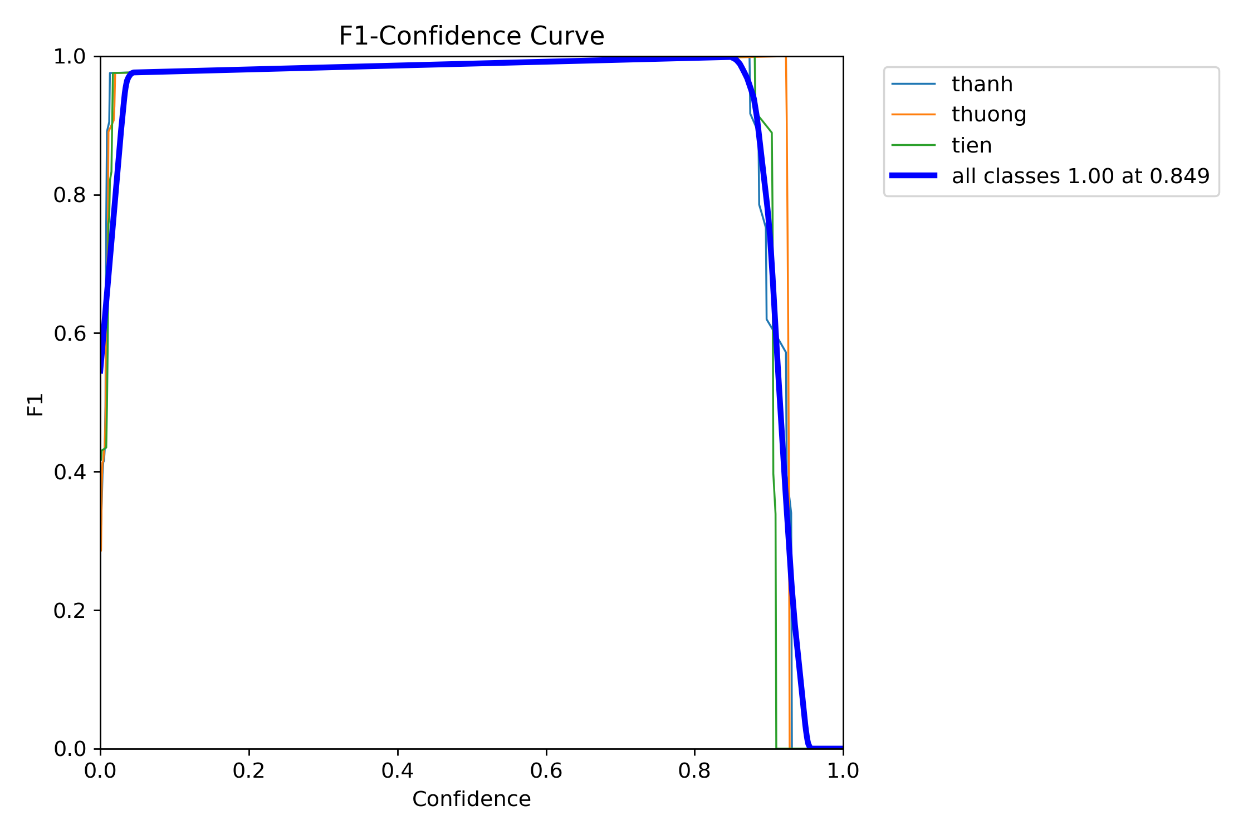 F1-Confidence Curve
1.0
0.8
0.6
0.4
0.2
0.0
F1
0.0 0.2 0.4 0.6 0.8 1.0
Confidence
thanh
thuong
tien
all classes 1.00 at 0.849